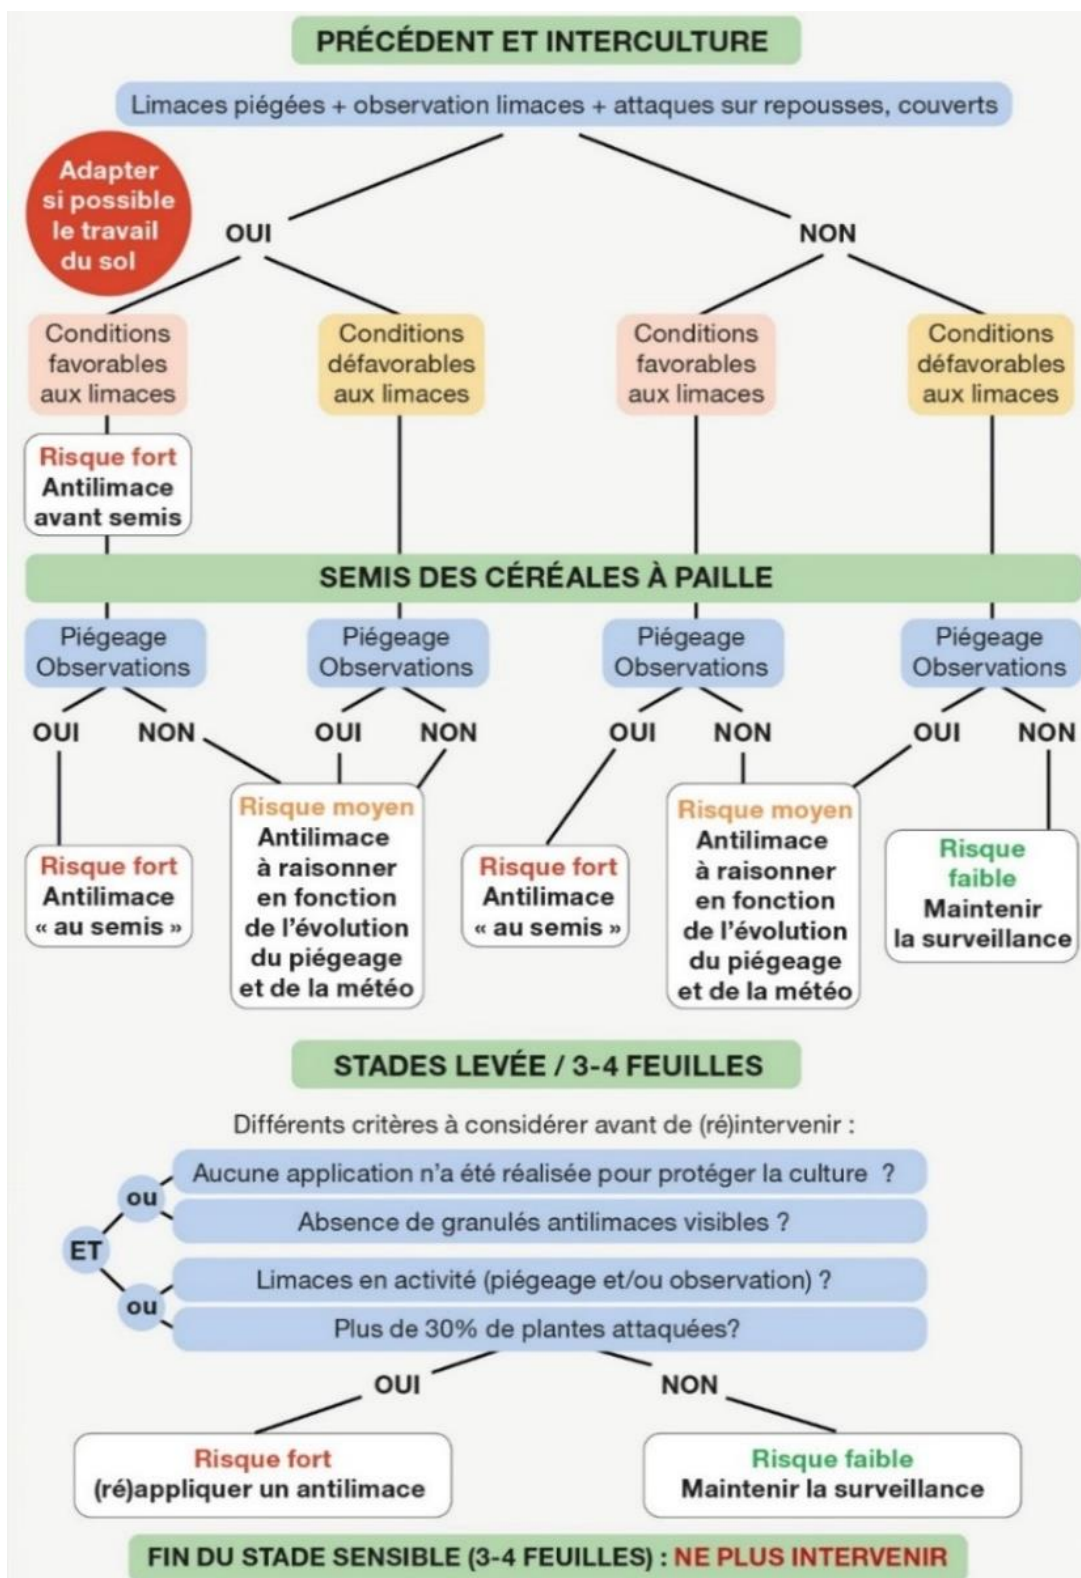 PRÉCÉDENT ET INTERCULTURE
Limaces piégées + observation limaces + attaques sur repousses, couverts
Adapter
si possible
le travail
du sol
OUI
NON
Conditions
favorables
aux limaces
Conditions
défavorables
aux limaces
Conditions
favorables
aux limaces
Conditions
défavorables
aux limaces
Risque fort
Antilimace
avant semis
SEMIS DES CÉRÉALES À PAILLE
Piégeage
Observations
Piégeage
Observations
Piégeage
Observations
Piégeage
Observations
OUI
NON
OUI
NON
OUI
NON
OUI
NON
Risque fort
Antilimace
« au semis »
Risque moyen
Antilimace
à raisonner
en fonction
de l'évolution
du piégeage
et de la météo
Risque fort
Antilimace
« au semis »
Risque moyen
Antilimace
à raisonner
en fonction
de l'évolution
du piégeage
et de la météo
Risque
faible
Maintenir
la surveillance
STADES LEVÉE / 3-4 FEUILLES
Différents critères à considérer avant de (ré)intervenir :
Aucune application n'a été réalisée pour protéger la culture ?
ou
Absence de granulés antilimaces visibles ?
ET
Limaces en activité (piégeage et/ou observation) ?
ou
Plus de 30% de plantes attaquées?
OUI
NON
Risque fort
(ré)appliquer un antilimace
Risque faible
Maintenir la surveillance
FIN DU STADE SENSIBLE (3-4 FEUILLES) : NE PLUS INTERVENIR